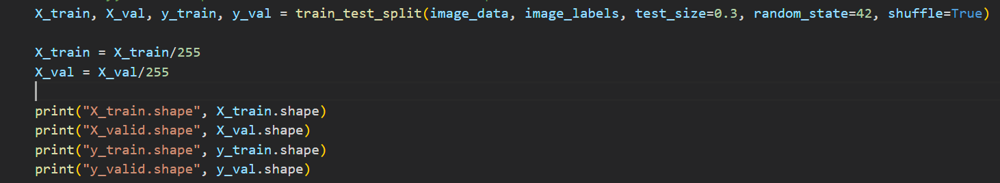 X_train, X_val, y_train, y_val = train_test_split(image_data, image_labels, test_size=0.3, random_state=42, shuffle=True)
X_train = X_train/255
X_val = X_val/255
print("X_train.shape", X_train.shape)
print("X_valid.shape", X_val.shape)
print("y_train.shape", y_train.shape)
print("y_valid.shape", y_val.shape)